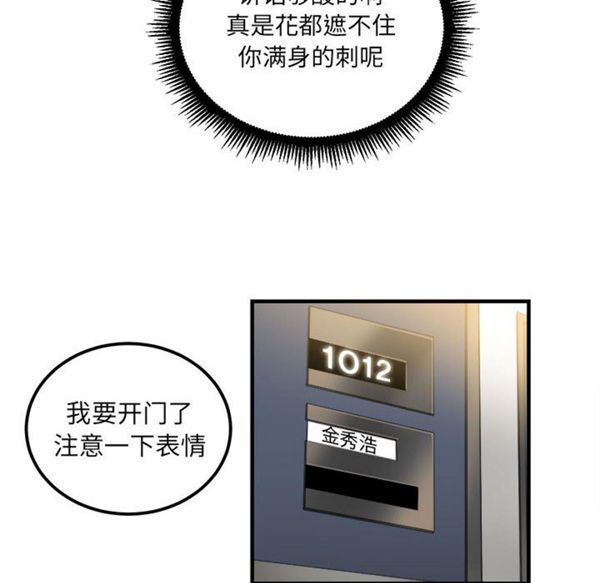 真是花都遮不住
你满身的刺呢
1012
金秀浩
我要开门了
注意一下表情